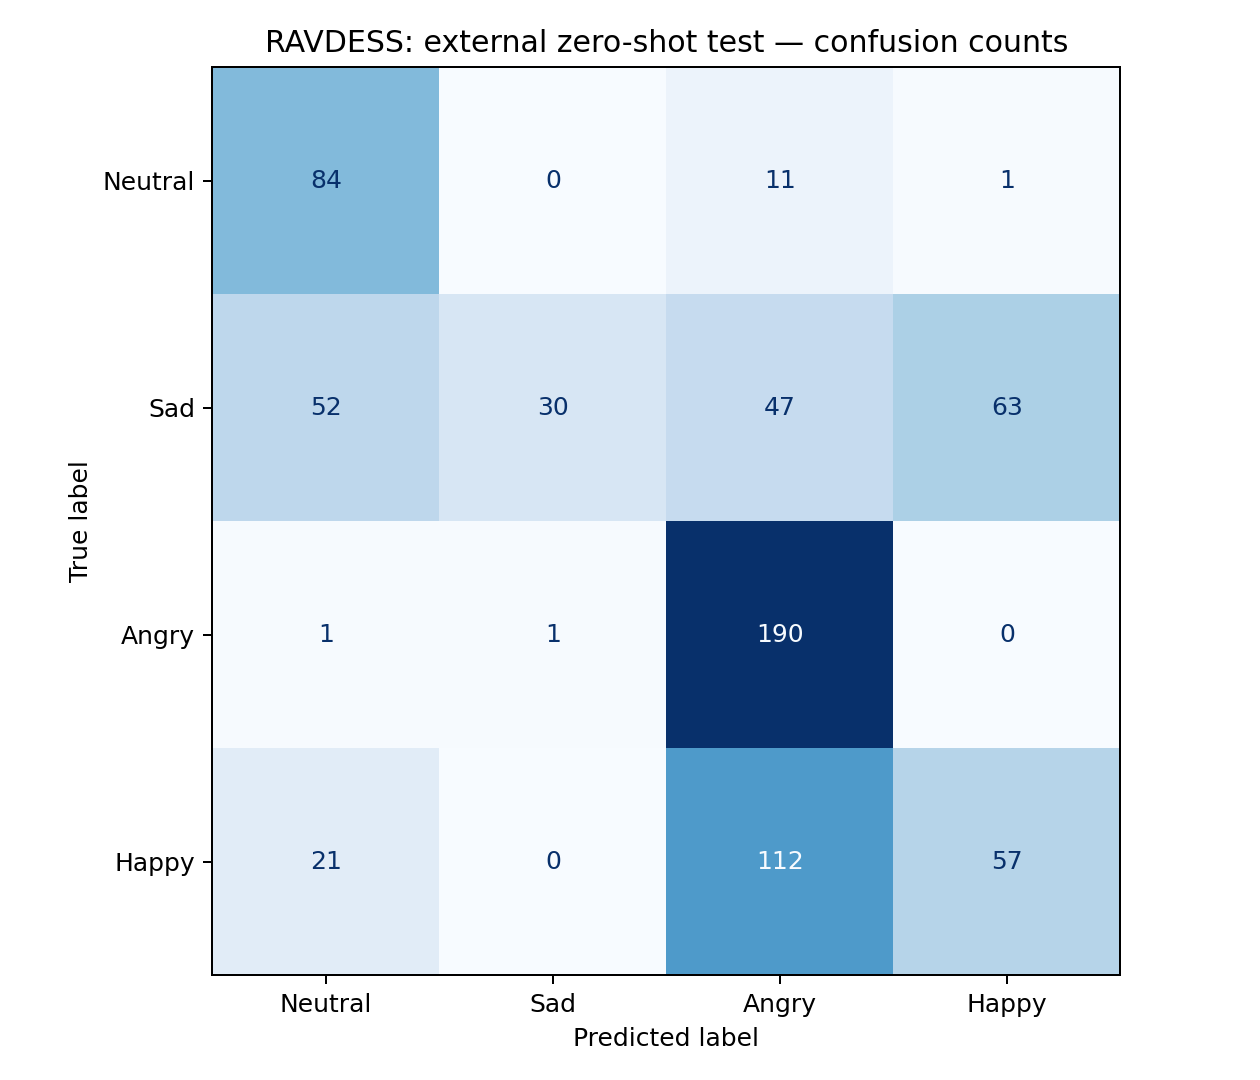 RAVDESS: external zero-shot test — confusion counts
True label
Neutral 84 0 11 1
Sad 52 30 47 63
Angry 1 1 190 0
Happy 21 0 112 57
Neutral Sad Angry Happy
Predicted label